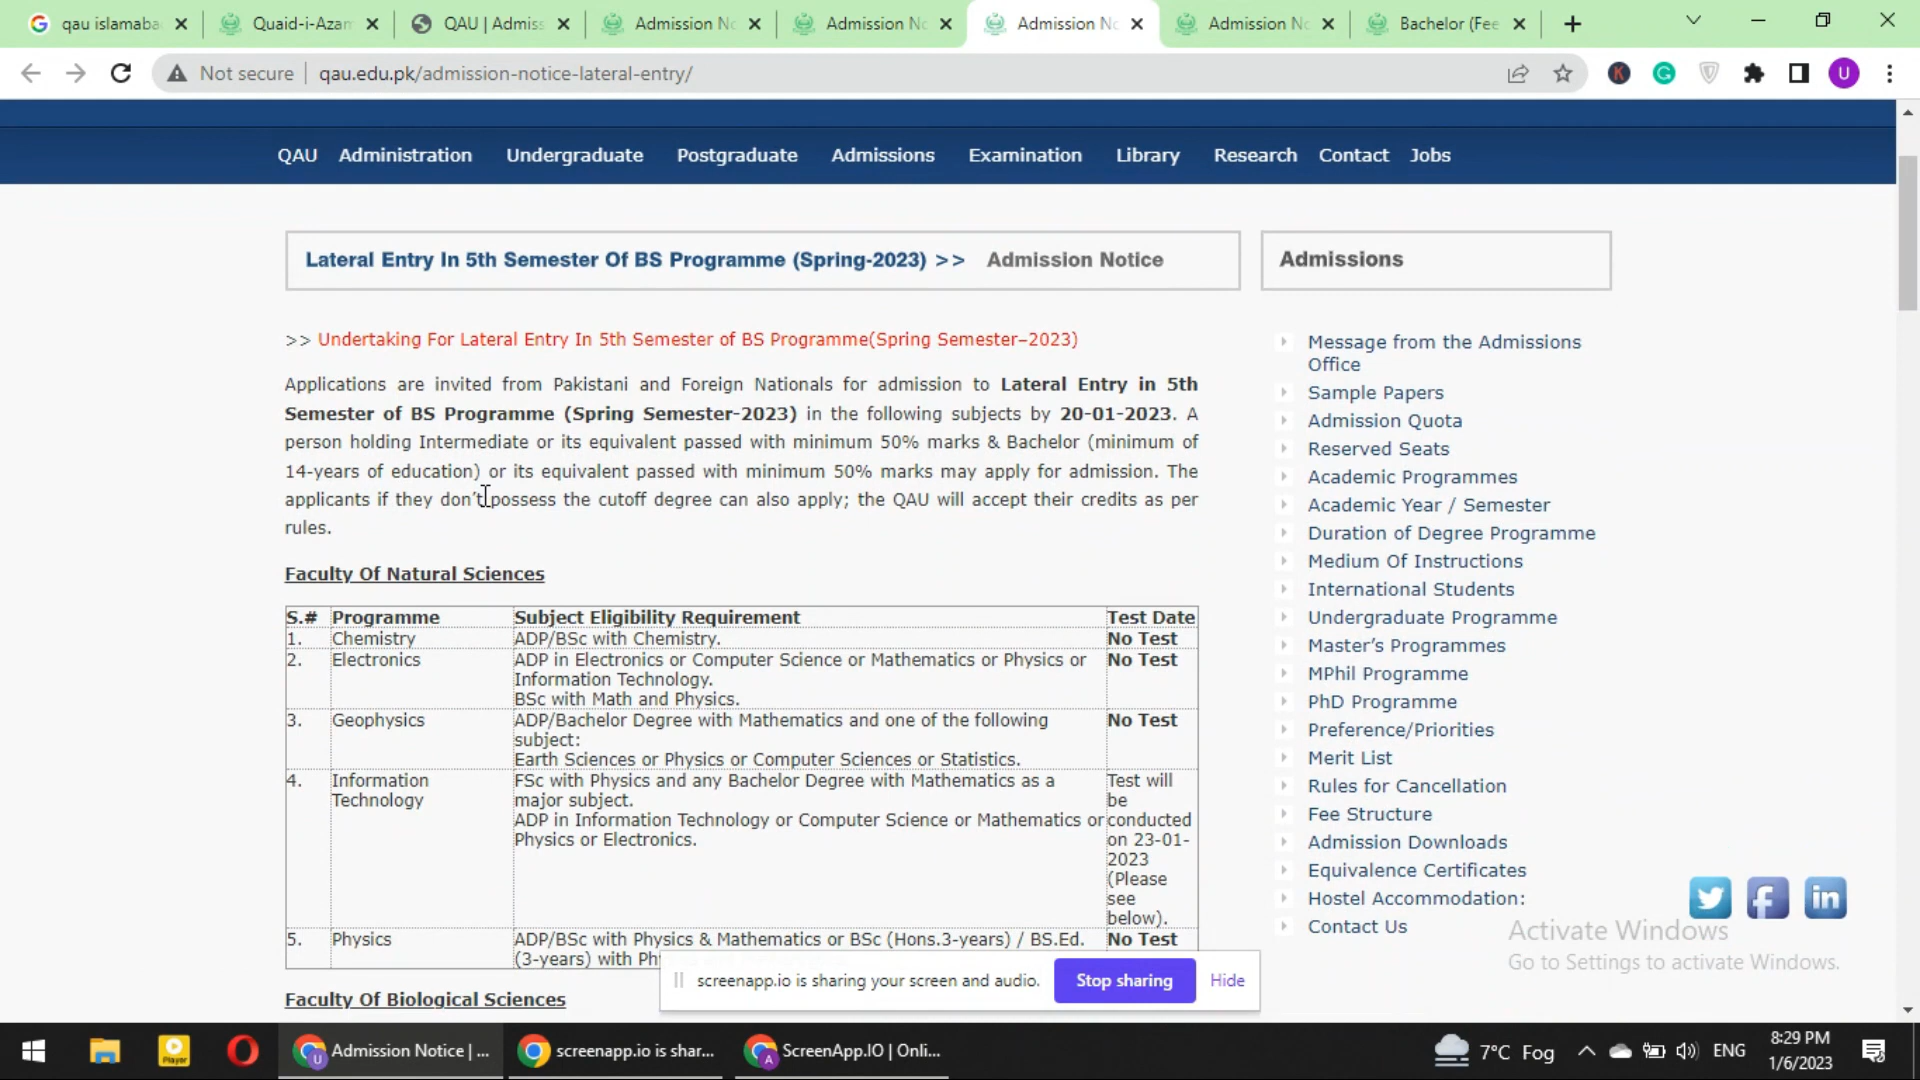 qau islamaba
Quaid-i-Azam
QAU | Admiss
Admission No
Admission No
Admission No
Admission No
Bachelor (Fee
Not secure
qau.edu.pk/admission-notice-lateral-entry/
U
QAU Administration Undergraduate Postgraduate Admissions Examination Library Research Contact Jobs
Lateral Entry In 5th Semester Of BS Programme (Spring-2023) >> Admission Notice
>> Undertaking For Lateral Entry In 5th Semester of BS Programme(Spring Semester–2023)
Applications are invited from Pakistani and Foreign Nationals for admission to Lateral Entry in 5th
Semester of BS Programme (Spring Semester-2023) in the following subjects by 20-01-2023. A
person holding Intermediate or its equivalent passed with minimum 50% marks & Bachelor (minimum of
14-years of education) or its equivalent passed with minimum 50% marks may apply for admission. The
applicants if they don’t possess the cutoff degree can also apply; the QAU will accept their credits as per
rules.
Faculty Of Natural Sciences
S.# Programme Subject Eligibility Requirement Test Date
1. Chemistry ADP/BSc with Chemistry. No Test
2. Electronics ADP in Electronics or Computer Science or Mathematics or Physics or No Test
Information Technology.
BSc with Math and Physics.
3. Geophysics ADP/Bachelor Degree with Mathematics and one of the following No Test
subject:
Earth Sciences or Physics or Computer Sciences or Statistics.
4. Information FSc with Physics and any Bachelor Degree with Mathematics as a Test will
Technology major subject. be
ADP in Information Technology or Computer Science or Mathematics or conducted
Physics or Electronics. on 23-01-
2023
(Please
see
below).
5. Physics ADP/BSc with Physics & Mathematics or BSc (Hons.3-years) / BS.Ed. No Test
(3-years) with Ph
Faculty Of Biological Sciences
Admissions
Message from the Admissions
Office
Sample Papers
Admission Quota
Reserved Seats
Academic Programmes
Academic Year / Semester
Duration of Degree Programme
Medium Of Instructions
International Students
Undergraduate Programme
Master’s Programmes
MPhil Programme
PhD Programme
Preference/Priorities
Merit List
Rules for Cancellation
Fee Structure
Admission Downloads
Equivalence Certificates
Hostel Accommodation:
Contact Us
Activate Windows
Go to Settings to activate Windows.
screenapp.io is sharing your screen and audio. Stop sharing Hide
Player
Admission Notice | ...
screenapp.io is shar...
ScreenApp.IO | Onli...
7°C Fog
ENG
8:29 PM
1/6/2023